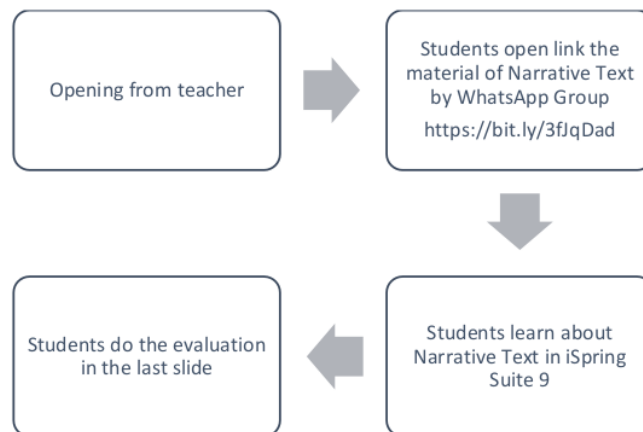 Opening from teacher
Students open link the
material of Narrative Text
by WhatsApp Group
https://bit.ly/3fJqDad
Students learn about
Narrative Text in iSpring
Suite 9
Students do the evaluation
in the last slide